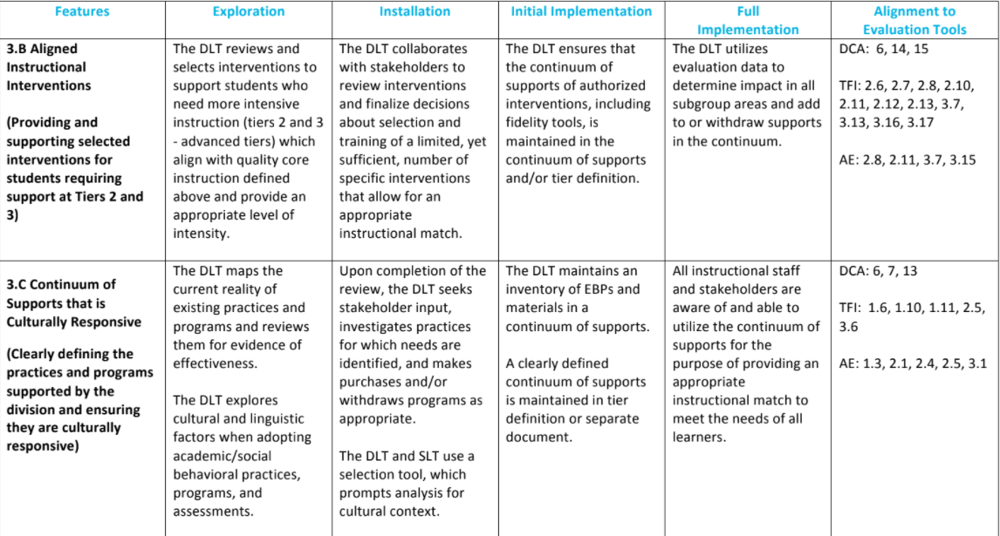 Features
Exploration
Installation
Initial Implementation
Full
Implementation
Alignment to
Evaluation Tools
3.B Aligned
Instructional
Interventions
(Providing and
supporting selected
interventions for
students requiring
support at Tiers 2 and
3)
The DLT reviews and
selects interventions to
support students who
need more intensive
instruction (tiers 2 and 3
- advanced tiers) which
align with quality core
instruction defined
above and provide an
appropriate level of
intensity.
The DLT collaborates
with stakeholders to
review interventions
and finalize decisions
about selection and
training of a limited, yet
sufficient, number of
specific interventions
that allow for an
appropriate
instructional match.
The DLT ensures that
the continuum of
supports of authorized
interventions, including
fidelity tools, is
maintained in the
continuum of supports
and/or tier definition.
The DLT utilizes
evaluation data to
determine impact in all
subgroup areas and add
to or withdraw supports
in the continuum.
DCA: 6, 14, 15
TFI: 2.6, 2.7, 2.8, 2.10,
2.11, 2.12, 2.13, 3.7,
3.13, 3.16, 3.17
AE: 2.8, 2.11, 3.7, 3.15
3.C Continuum of
Supports that is
Culturally Responsive
(Clearly defining the
practices and programs
supported by the
division and ensuring
they are culturally
responsive)
The DLT maps the
current reality of
existing practices and
programs and reviews
them for evidence of
effectiveness.
The DLT explores
cultural and linguistic
factors when adopting
academic/social
behavioral practices,
programs, and
assessments.
Upon completion of the
review, the DLT seeks
stakeholder input,
investigates practices
for which needs are
identified, and makes
purchases and/or
withdraws programs as
appropriate.
The DLT and SLT use a
selection tool, which
prompts analysis for
cultural context.
The DLT maintains an
inventory of EBPs and
materials in a
continuum of supports.
A clearly defined
continuum of supports
is maintained in tier
definition or separate
document.
All instructional staff
and stakeholders are
aware of and able to
utilize the continuum of
supports for the
purpose of providing an
appropriate
instructional match to
meet the needs of all
learners.
DCA: 6, 7, 13
TFI: 1.6, 1.10, 1.11, 2.5,
3.6
AE: 1.3, 2.1, 2.4, 2.5, 3.1